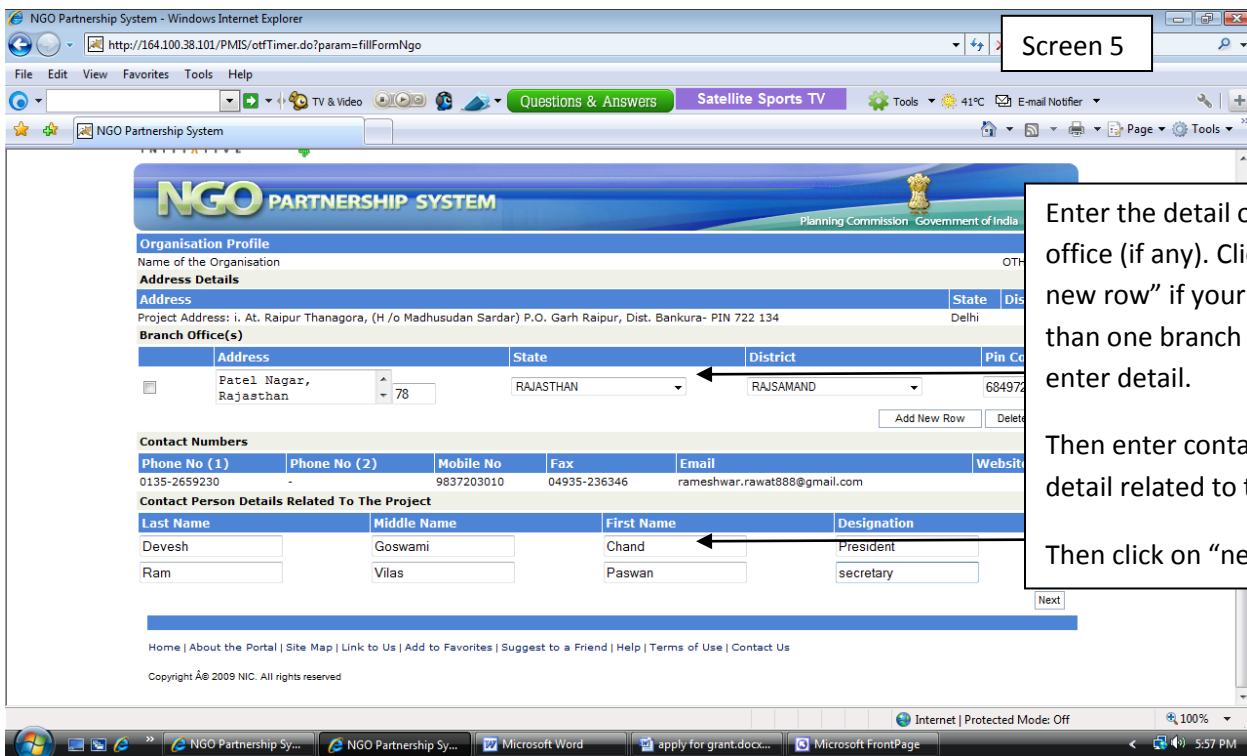 NGO Partnership System - Windows Internet Explorer
Screen 5
http://164.100.38.101/PMIS/otfTimer.do?param=fillFormNgo
File Edit View Favorites Tools Help
TV & Video Questions & Answers Satellite Sports TV Tools 41°C E-mail Notifier
NGO Partnership System Page Tools
INITIATIVE
NGO PARTNERSHIP SYSTEM
Planning Commission Government of India
Organisation Profile
Name of the Organisation OTH
Address Details
Address State Dis
Project Address: i. At. Raipur Thanagora, (H /o Madhusudan Sardar) P.O. Garh Raipur, Dist. Bankura- PIN 722 134 Delhi
Branch Office(s)
Address State District Pin Co
Patel Nagar,
Rajasthan 78 RAJASTHAN RAJSAMAND 684972
Add New Row Delete
Contact Numbers
Phone No (1) Phone No (2) Mobile No Fax Email Website
0135-2659230 - 9837203010 04935-236346 rameshwar.rawat888@gmail.com
Contact Person Details Related To The Project
Last Name Middle Name First Name Designation
Devesh Goswami Chand President
Ram Vilas Paswan secretary
Next
Enter the detail o
office (if any). Cli
new row" if your
than one branch
enter detail.
Then enter conta
detail related to t
Then click on "ne
Home | About the Portal | Site Map | Link to Us | Add to Favorites | Suggest to a Friend | Help | Terms of Use | Contact Us
Copyright Â© 2009 NIC. All rights reserved
Internet | Protected Mode: Off 100%
NGO Partnership Sy... NGO Partnership Sy... Microsoft Word apply for grant.docx... Microsoft FrontPage 5:57 PM